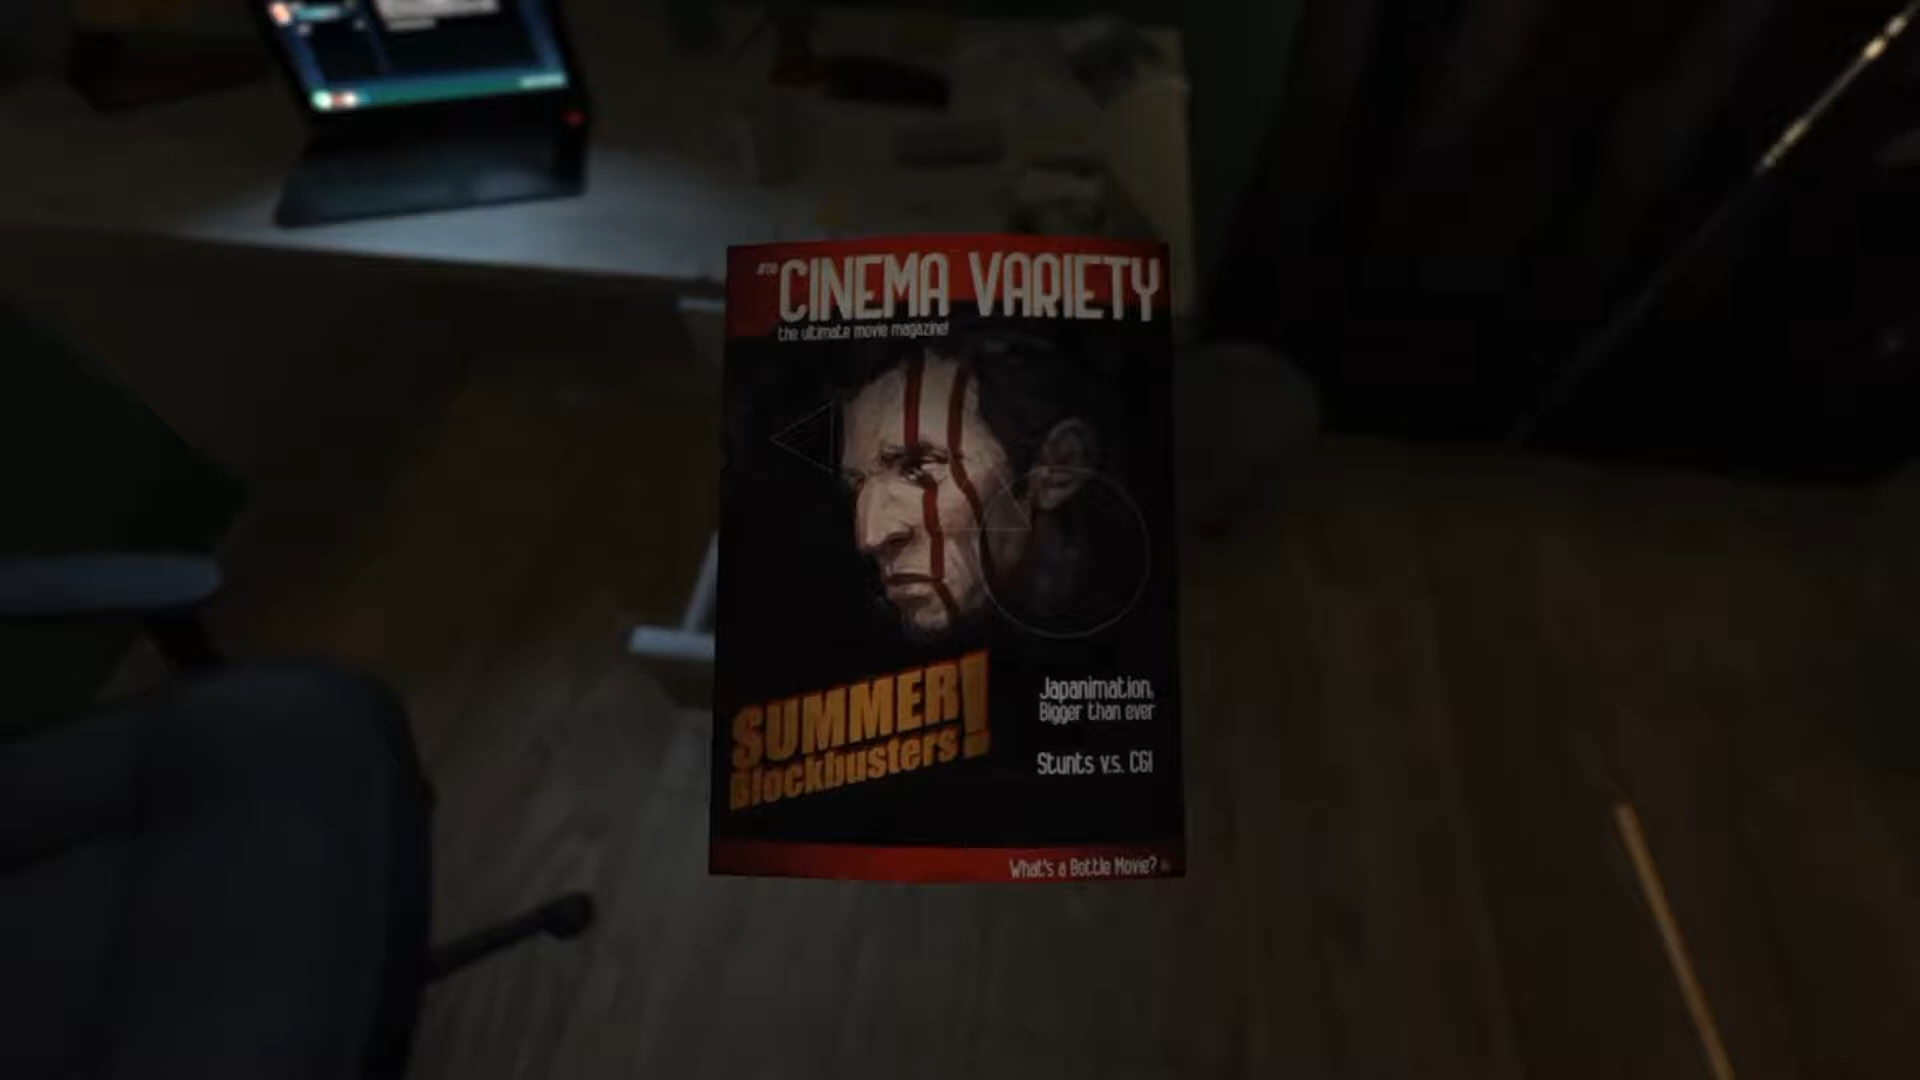 CINEMA VARIETY
the ultimate movie magazine!
SUMMER!
Blockbusters
Japanimation,
Bigger than ever
Stunts v.s. CGI
What's a Bottle Movie?